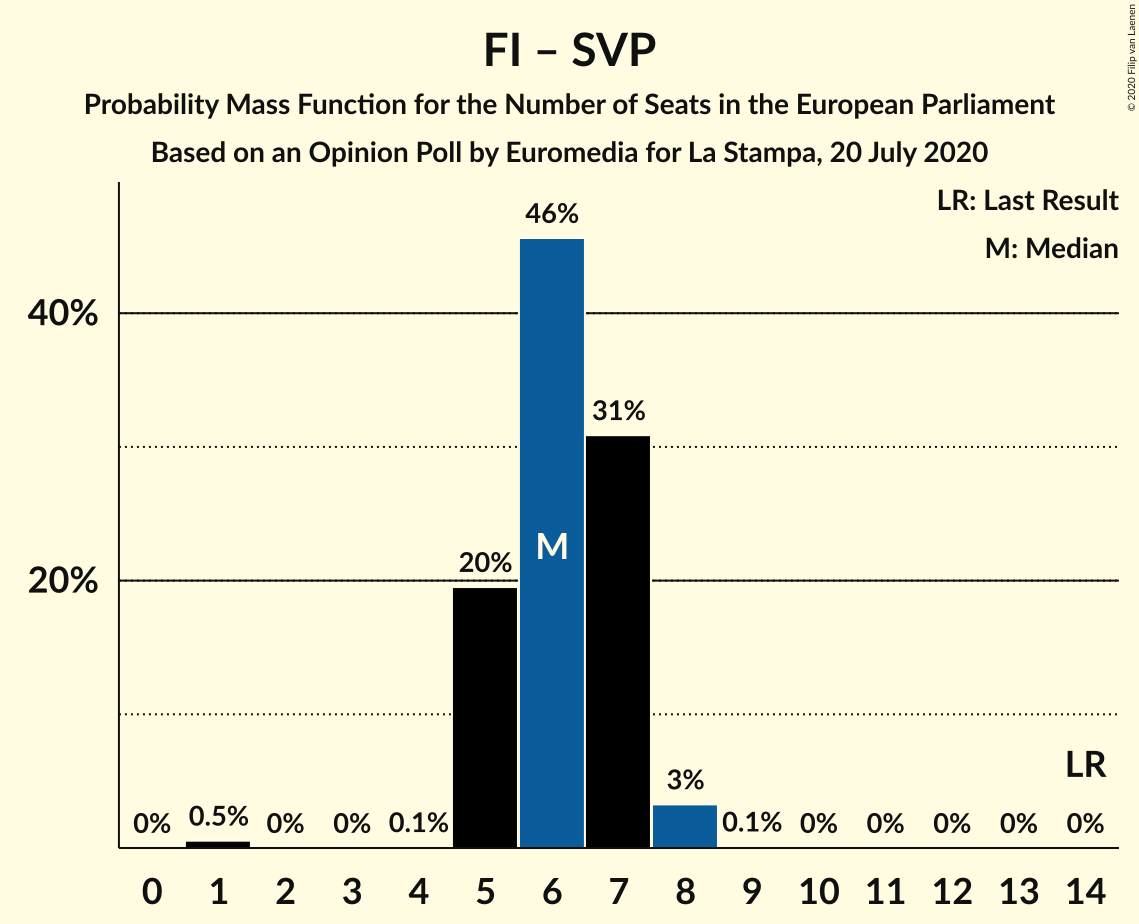 FI – SVP
Probability Mass Function for the Number of Seats in the European Parliament
Based on an Opinion Poll by Euromedia for La Stampa, 20 July 2020
© 2020 Filip van Laenen
LR: Last Result
M: Median
46%
40%
31%
M
20%
20%
LR
3%
0% 0.5% 0% 0% 0.1% 0.1% 0% 0% 0% 0% 0%
0 1 2 3 4 5 6 7 8 9 10 11 12 13 14